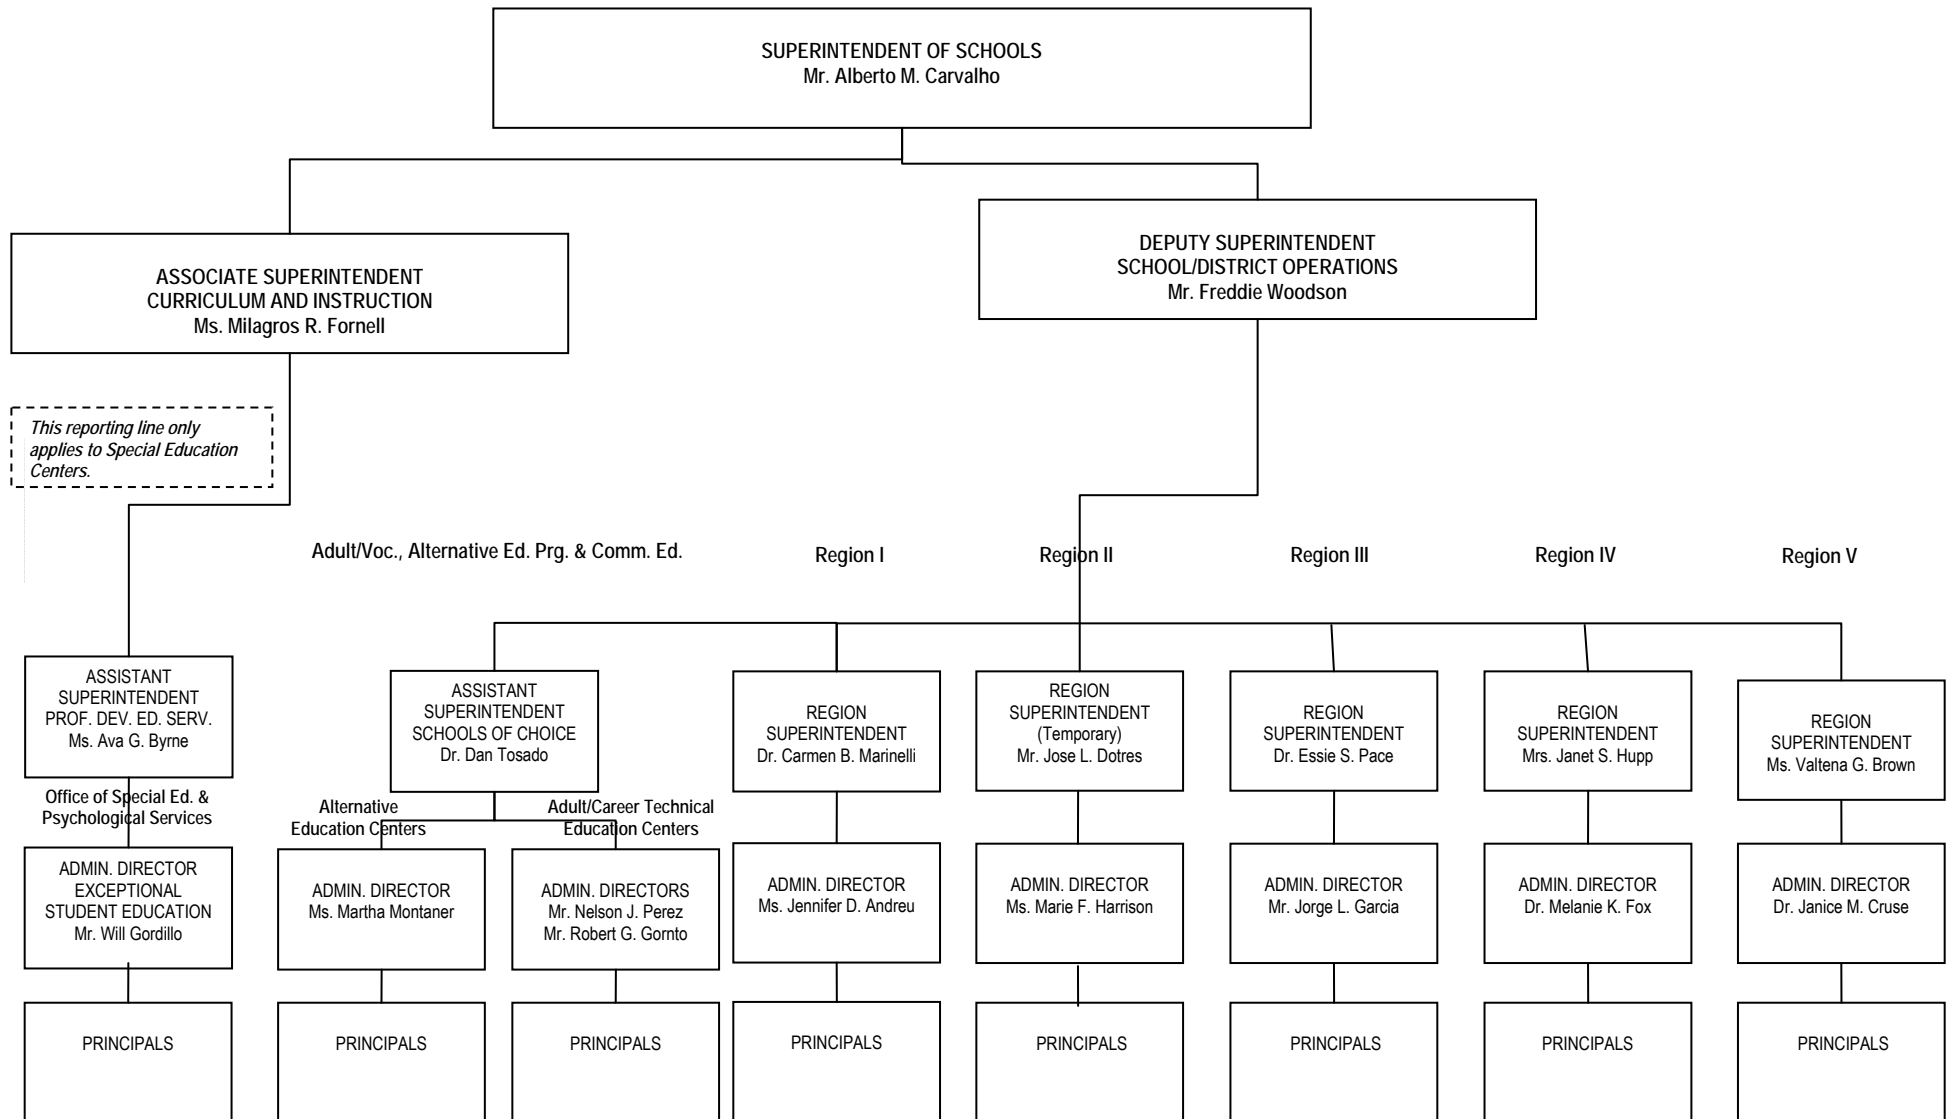 SUPERINTENDENT OF SCHOOLS
Mr. Alberto M. Carvalho
ASSOCIATE SUPERINTENDENT
CURRICULUM AND INSTRUCTION
Ms. Milagros R. Fornell
DEPUTY SUPERINTENDENT
SCHOOL/DISTRICT OPERATIONS
Mr. Freddie Woodson
This reporting line only
applies to Special Education
Centers.
Adult/Voc., Alternative Ed. Prg. & Comm. Ed.
Region I
Region II
Region III
Region IV
Region V
ASSISTANT
SUPERINTENDENT
PROF. DEV. ED. SERV.
Ms. Ava G. Byrne
ASSISTANT
SUPERINTENDENT
SCHOOLS OF CHOICE
Dr. Dan Tosado
REGION
SUPERINTENDENT
Dr. Carmen B. Marinelli
REGION
SUPERINTENDENT
(Temporary)
Mr. Jose L. Dotres
REGION
SUPERINTENDENT
Dr. Essie S. Pace
REGION
SUPERINTENDENT
Mrs. Janet S. Hupp
REGION
SUPERINTENDENT
Ms. Valtena G. Brown
Office of Special Ed. &
Psychological Services
Alternative
Education Centers
Adult/Career Technical
Education Centers
ADMIN. DIRECTOR
EXCEPTIONAL
STUDENT EDUCATION
Mr. Will Gordillo
ADMIN. DIRECTOR
Ms. Martha Montaner
ADMIN. DIRECTORS
Mr. Nelson J. Perez
Mr. Robert G. Gornto
ADMIN. DIRECTOR
Ms. Jennifer D. Andreu
ADMIN. DIRECTOR
Ms. Marie F. Harrison
ADMIN. DIRECTOR
Mr. Jorge L. Garcia
ADMIN. DIRECTOR
Dr. Melanie K. Fox
ADMIN. DIRECTOR
Dr. Janice M. Cruse
PRINCIPALS
PRINCIPALS
PRINCIPALS
PRINCIPALS
PRINCIPALS
PRINCIPALS
PRINCIPALS
PRINCIPALS